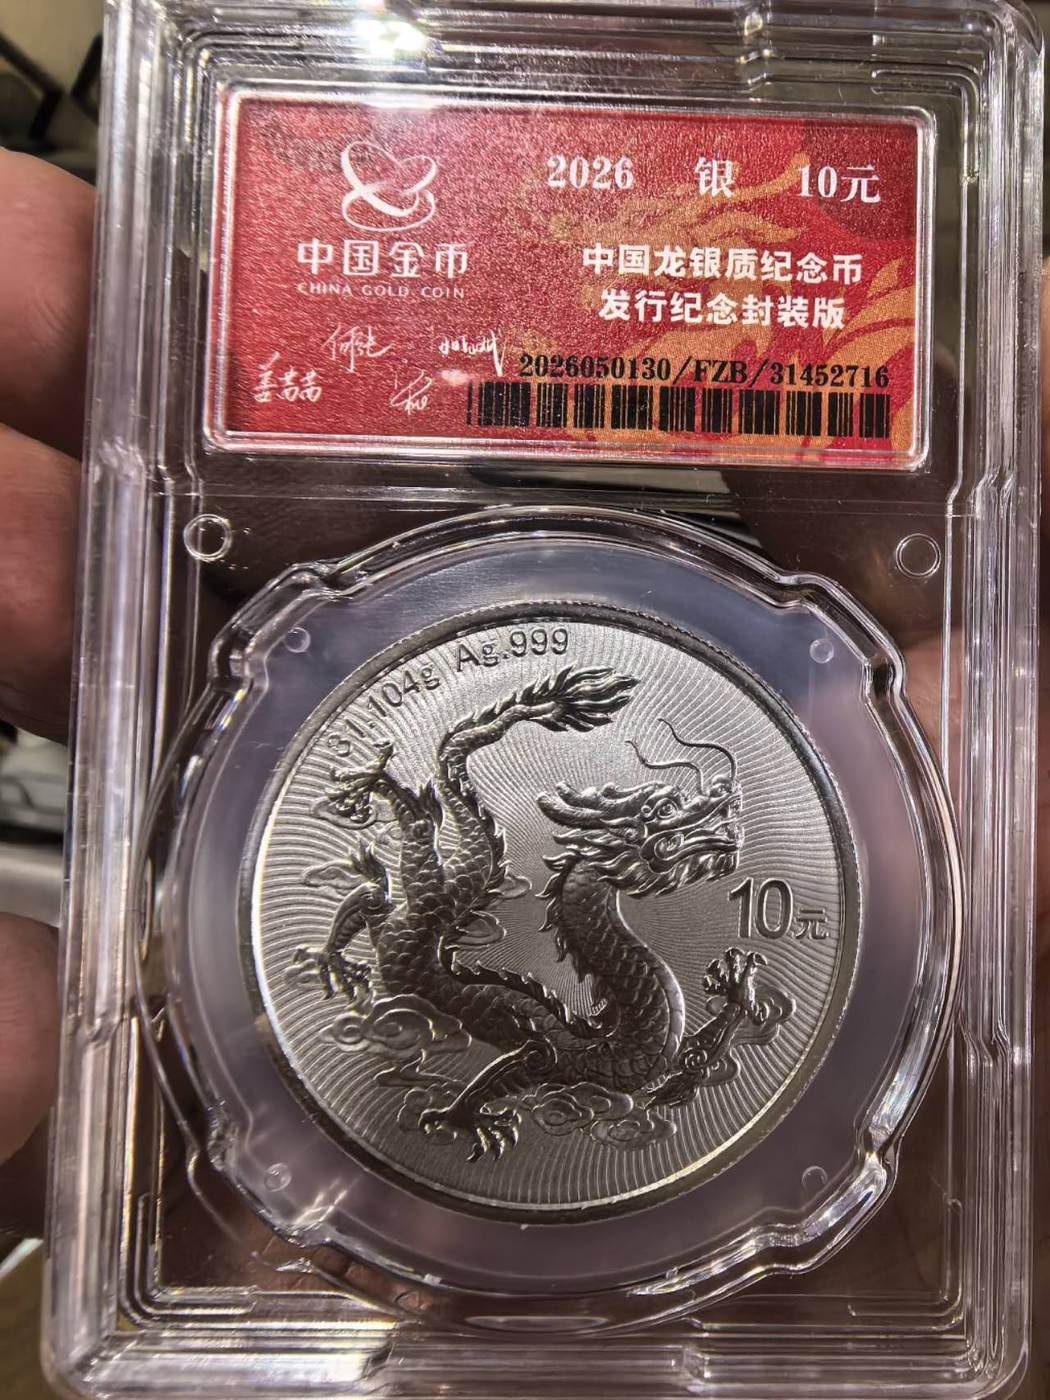 2026 银 10元
中国金币
CHINA GOLD COIN
中国龙银质纪念币
发行纪念封装版
2026050130/FZB/31452716
31.104g Ag.999
10元